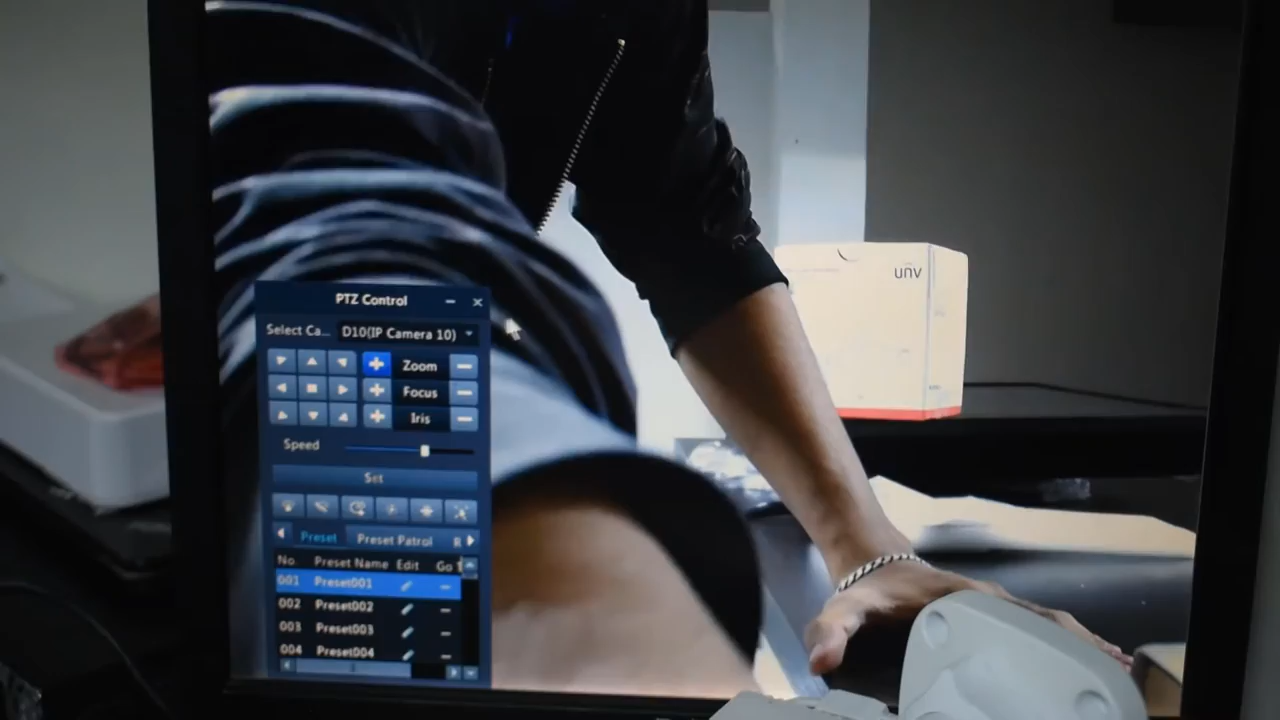 unv
PTZ Control
Select Ca... D10(IP Camera 10)
Zoom
Focus
Iris
Speed
Set
Preset Preset Patrol R
No. Preset Name Edit Go T
001 Preset001
002 Preset002
003 Preset003
004 Preset004